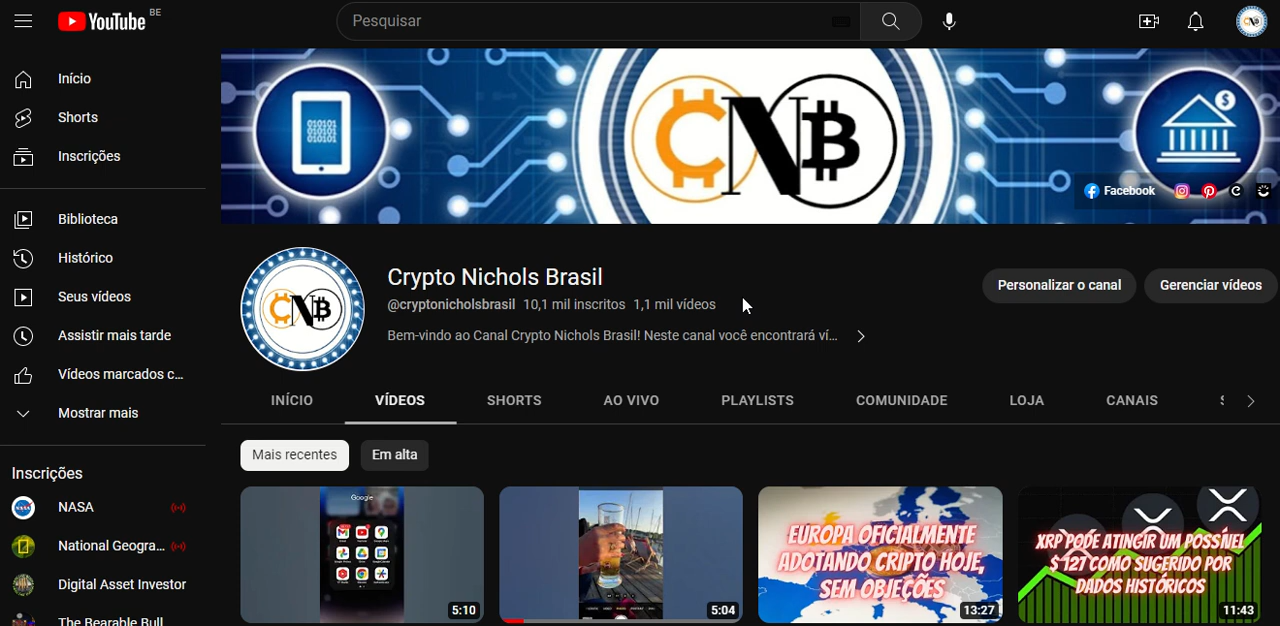 YouTube BE
Pesquisar
Início
Shorts
Inscrições
Biblioteca
Histórico
Seus vídeos
Assistir mais tarde
Vídeos marcados c...
Mostrar mais
Inscrições
NASA
National Geogra...
Digital Asset Investor
The Bearable Bull
CNB
Facebook
CNB
Crypto Nichols Brasil
@cryptonicholsbrasil 10,1 mil inscritos 1,1 mil vídeos
Bem-vindo ao Canal Crypto Nichols Brasil! Neste canal você encontrará ví...
Personalizar o canal
Gerenciar vídeos
INÍCIO VÍDEOS SHORTS AO VIVO PLAYLISTS COMUNIDADE LOJA CANAIS
Mais recentes Em alta
Google
5:10
5:04
EUROPA OFICIALMENTE
ADOTANDO CRIPTO HOJE,
SEM OBJEÇÕES
13:27
XRP PODE ATINGIR UM POSSÍVEL
$ 127 COMO SUGERIDO POR
DADOS HISTÓRICOS
11:43